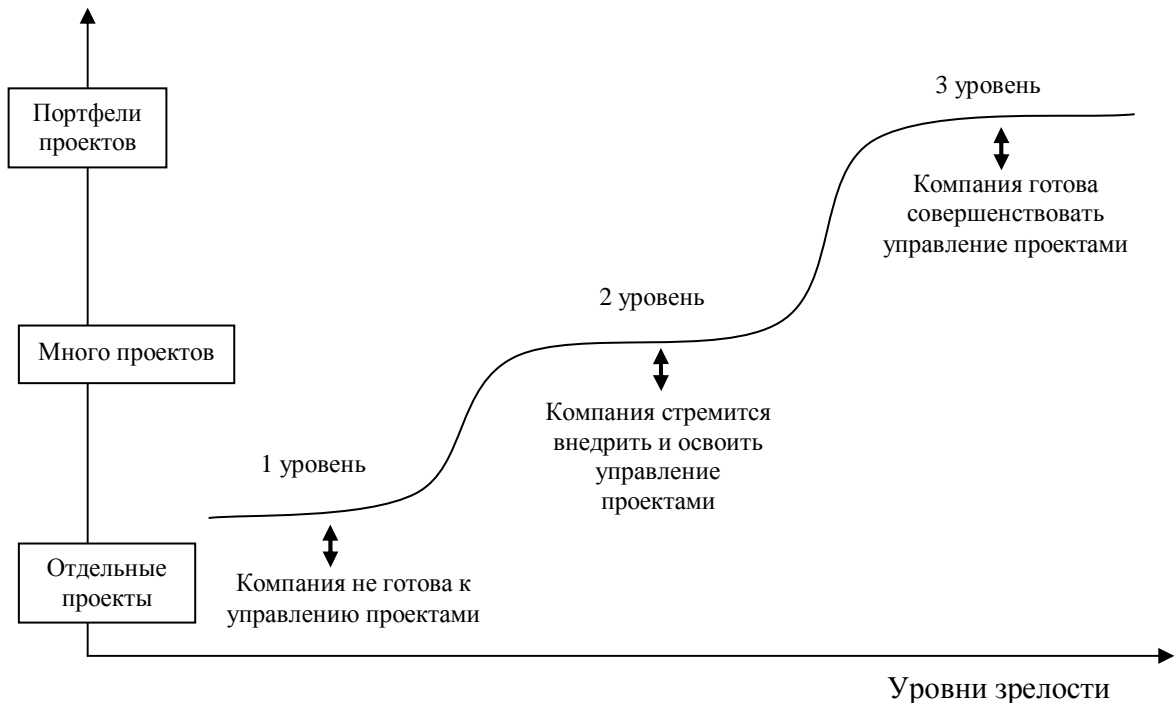 Портфели
проектов
3 уровень
Компания готова
совершенствовать
управление проектами
2 уровень
Много проектов
Компания стремится
внедрить и освоить
управление
проектами
1 уровень
Отдельные
проекты
Компания не готова к
управлению проектами
Уровни зрелости